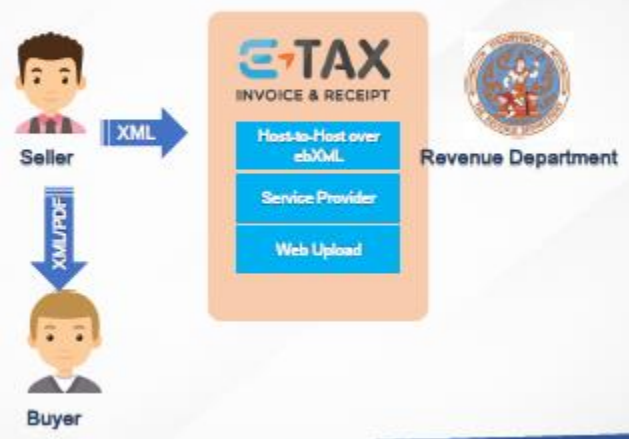 E-TAX
INVOICE & RECEIPT
XML
Host-to-Host over
ebXML
Seller
Revenue Department
Service Provider
XML/PDF
Web Upload
Buyer